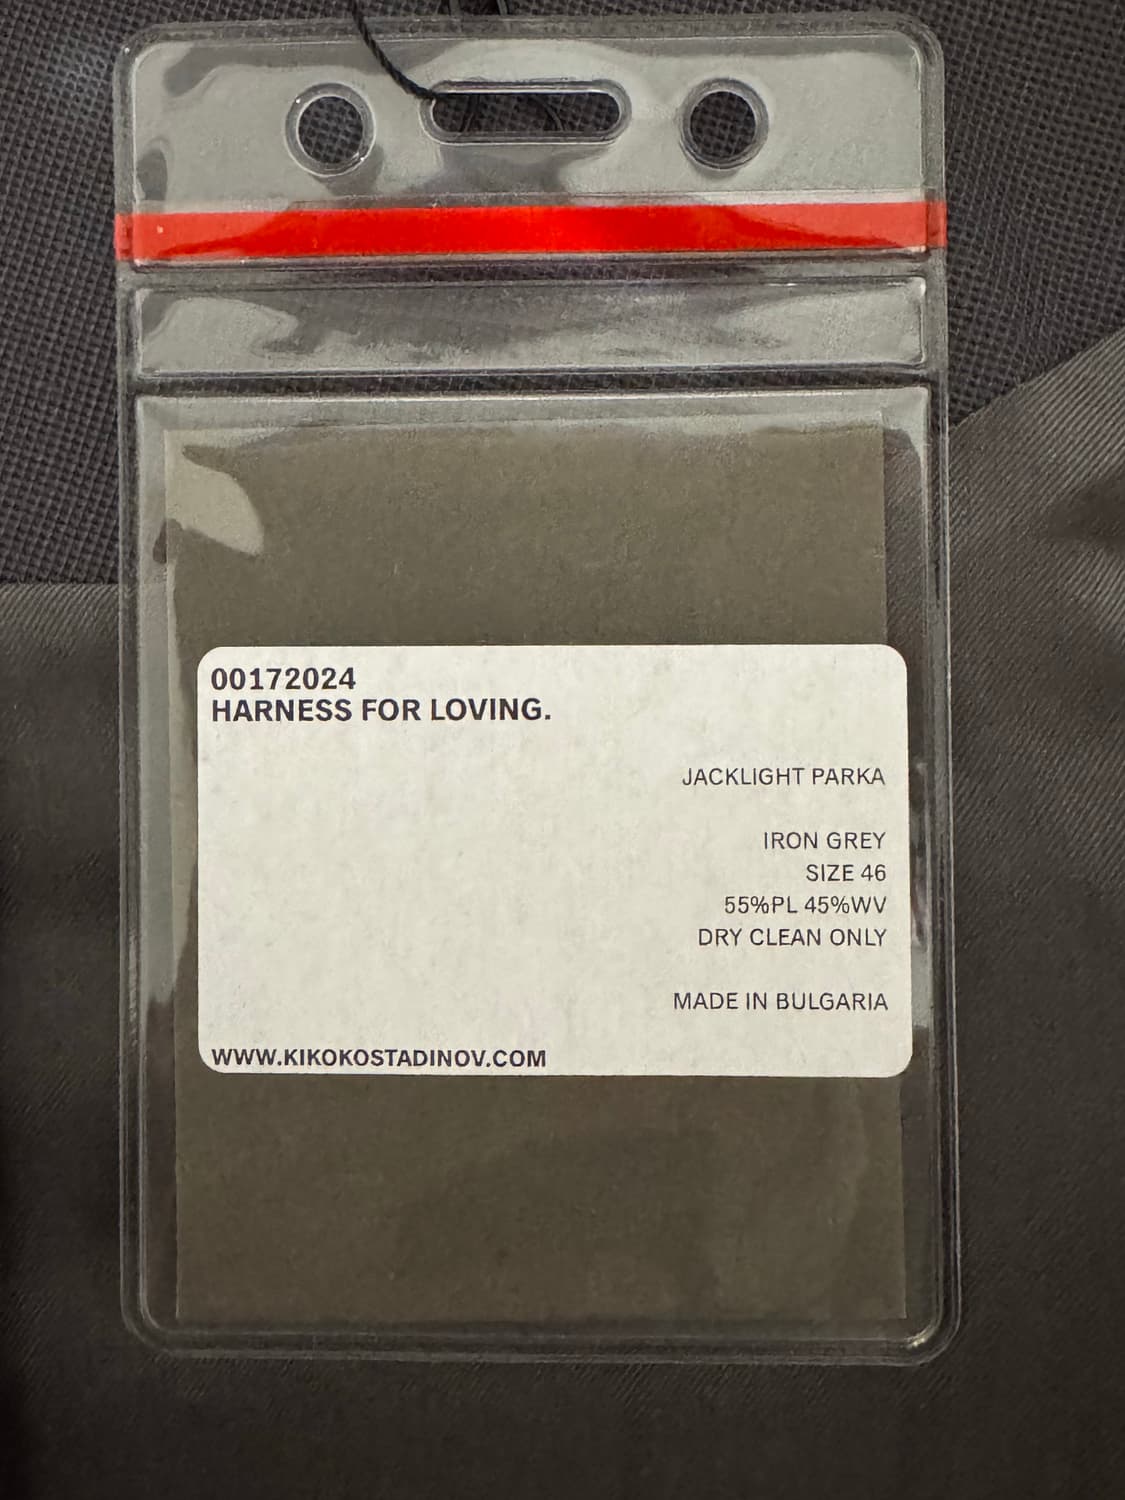 00172024
HARNESS FOR LOVING.
JACKLIGHT PARKA
IRON GREY
SIZE 46
55%PL 45%WV
DRY CLEAN ONLY
MADE IN BULGARIA
WWW.KIKOKOSTADINOV.COM